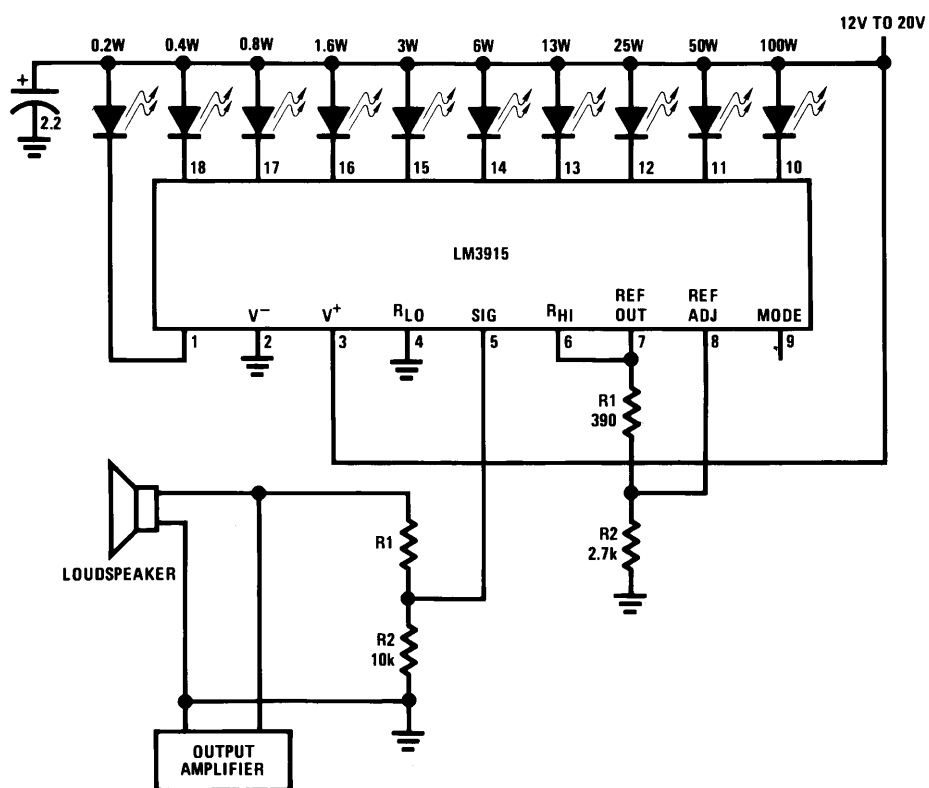 12V TO 20V
0.2W 0.4W 0.8W 1.6W 3W 6W 13W 25W 50W 100W
+
2.2
18 17 16 15 14 13 12 11 10
LM3915
V− V+ RLO SIG RHI REF OUT REF ADJ MODE
1 2 3 4 5 6 7 8 9
R1
390
R2
2.7k
LOUDSPEAKER
R1
R2
10k
OUTPUT
AMPLIFIER